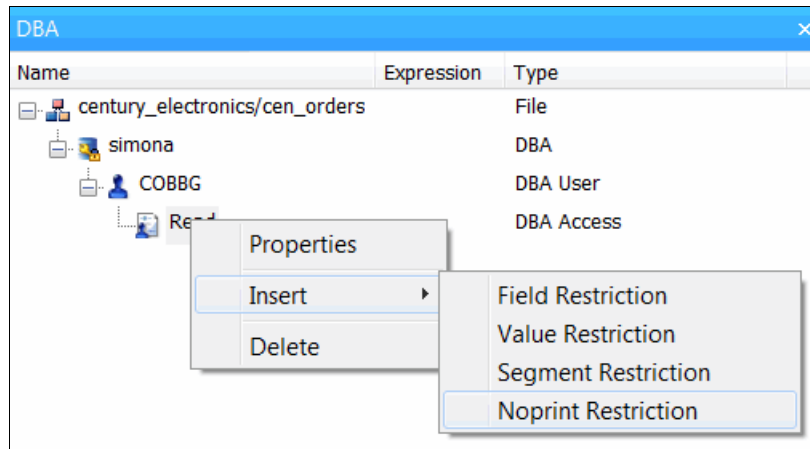 DBA
Name Expression Type
century_electronics/cen_orders File
simona DBA
COBBG DBA User
Read DBA Access
Properties
Insert
Delete
Field Restriction
Value Restriction
Segment Restriction
Noprint Restriction